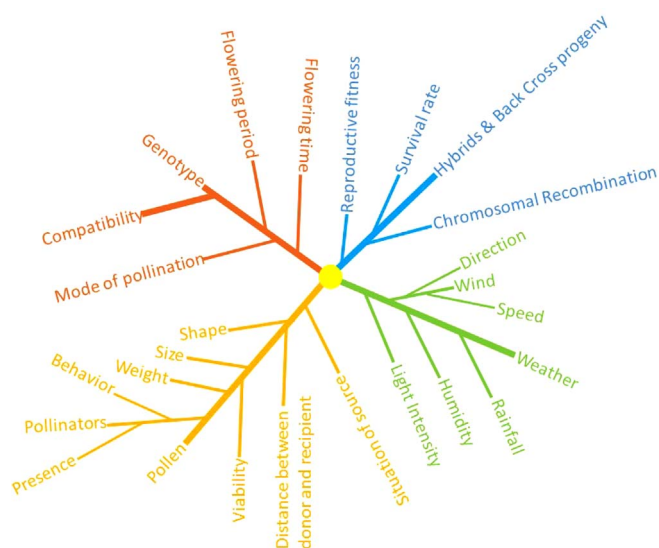 Flowering period
Flowering time
Genotype
Compatibility
Mode of pollination
Reproductive fitness
Survival rate
Hybrids & Back Cross progeny
Chromosomal Recombination
Direction
Wind
Speed
Weather
Light Intensity
Humidity
Rainfall
Shape
Size
Weight
Behavior
Pollinators
Presence
Pollen
Viability
Distance between
donor and recipient
Situation of source